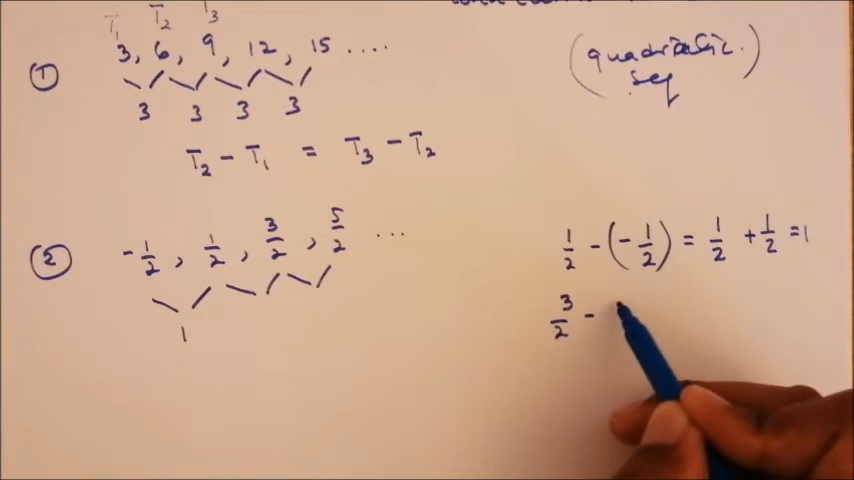 T₁ T₂ T₃
① 3, 6, 9, 12, 15 ....
3 3 3 3
T₂ - T₁ = T₃ - T₂
(quadriatic. seq)
② -1/2, 1/2, 3/2, 5/2 ...
1
1/2 - (-1/2) = 1/2 + 1/2 = 1
3/2 -